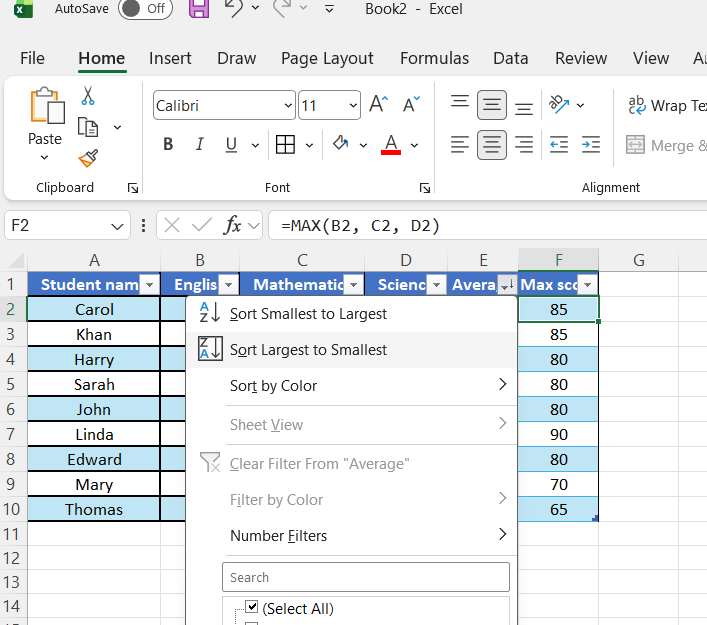 AutoSave Off Book2 - Excel
File Home Insert Draw Page Layout Formulas Data Review View
Paste Calibri 11 A A ab Wrap
B I U A Merge &
Clipboard Font Alignment
F2 fx =MAX(B2, C2, D2)
A B C D E F G
1 Student nam Englis Mathematic Scienc Avera Max sco
2 Carol 85
3 Khan 85
4 Harry 80
5 Sarah 80
6 John 80
7 Linda 90
8 Edward 80
9 Mary 70
10 Thomas 65
11
12
13
14
Sort Smallest to Largest
Sort Largest to Smallest
Sort by Color
Sheet View
Clear Filter From "Average"
Filter by Color
Number Filters
Search
(Select All)